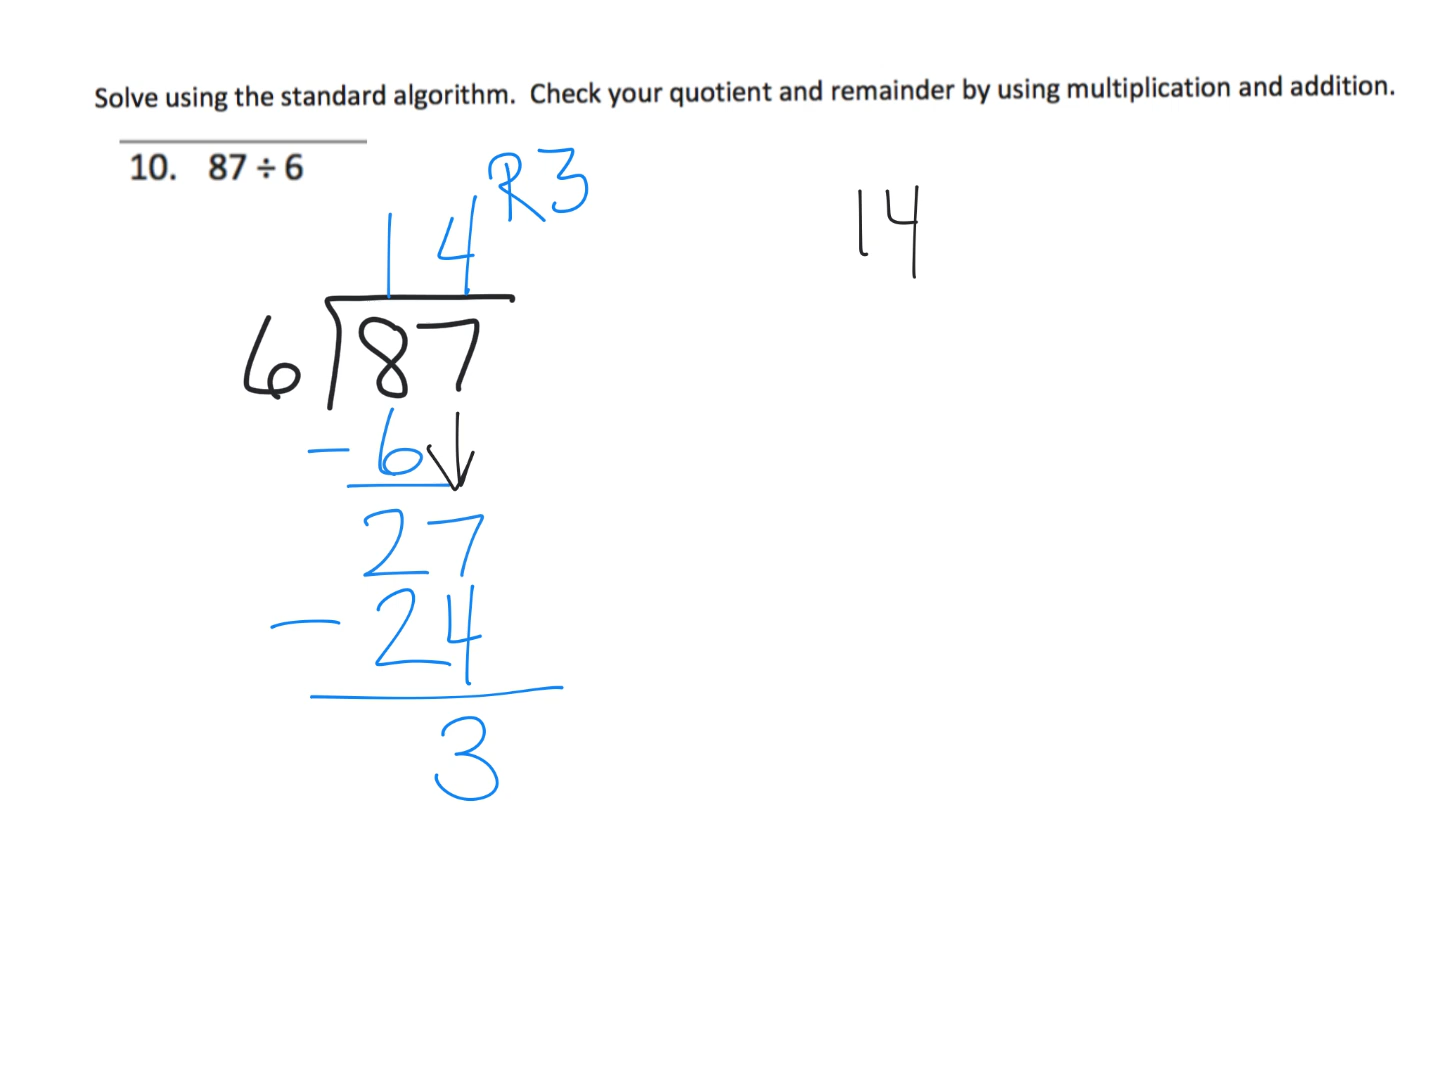 Solve using the standard algorithm. Check your quotient and remainder by using multiplication and addition.
10. 87 ÷ 6
14 R3
14
6 87
- 6
27
- 24
3